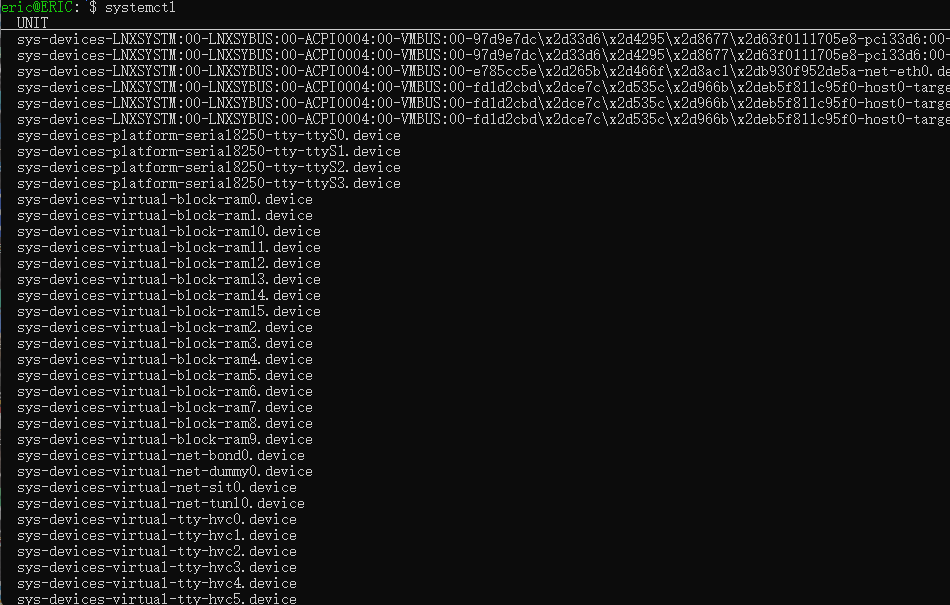 eric@ERIC: $ systemctl
UNIT
sys-devices-LNXSYSTM:00-LNXSYBUS:00-ACPI0004:00-VMBUS:00-97d9e7dc\x2d33d6\x2d4295\x2d8677\x2d63f0111705e8-pci33d6:00-
sys-devices-LNXSYSTM:00-LNXSYBUS:00-ACPI0004:00-VMBUS:00-97d9e7dc\x2d33d6\x2d4295\x2d8677\x2d63f0111705e8-pci33d6:00-
sys-devices-LNXSYSTM:00-LNXSYBUS:00-ACPI0004:00-VMBUS:00-e785cc5e\x2d265b\x2d466f\x2d8ac1\x2db930f952de5a-net-eth0.de
sys-devices-LNXSYSTM:00-LNXSYBUS:00-ACPI0004:00-VMBUS:00-fd1d2cbd\x2dce7c\x2d535c\x2d966b\x2deb5f811c95f0-host0-targe
sys-devices-LNXSYSTM:00-LNXSYBUS:00-ACPI0004:00-VMBUS:00-fd1d2cbd\x2dce7c\x2d535c\x2d966b\x2deb5f811c95f0-host0-targe
sys-devices-LNXSYSTM:00-LNXSYBUS:00-ACPI0004:00-VMBUS:00-fd1d2cbd\x2dce7c\x2d535c\x2d966b\x2deb5f811c95f0-host0-targe
sys-devices-platform-serial8250-tty-ttyS0.device
sys-devices-platform-serial8250-tty-ttyS1.device
sys-devices-platform-serial8250-tty-ttyS2.device
sys-devices-platform-serial8250-tty-ttyS3.device
sys-devices-virtual-block-ram0.device
sys-devices-virtual-block-ram1.device
sys-devices-virtual-block-ram10.device
sys-devices-virtual-block-ram11.device
sys-devices-virtual-block-ram12.device
sys-devices-virtual-block-ram13.device
sys-devices-virtual-block-ram14.device
sys-devices-virtual-block-ram15.device
sys-devices-virtual-block-ram2.device
sys-devices-virtual-block-ram3.device
sys-devices-virtual-block-ram4.device
sys-devices-virtual-block-ram5.device
sys-devices-virtual-block-ram6.device
sys-devices-virtual-block-ram7.device
sys-devices-virtual-block-ram8.device
sys-devices-virtual-block-ram9.device
sys-devices-virtual-net-bond0.device
sys-devices-virtual-net-dummy0.device
sys-devices-virtual-net-sit0.device
sys-devices-virtual-net-tunl0.device
sys-devices-virtual-tty-hvc0.device
sys-devices-virtual-tty-hvc1.device
sys-devices-virtual-tty-hvc2.device
sys-devices-virtual-tty-hvc3.device
sys-devices-virtual-tty-hvc4.device
sys-devices-virtual-tty-hvc5.device